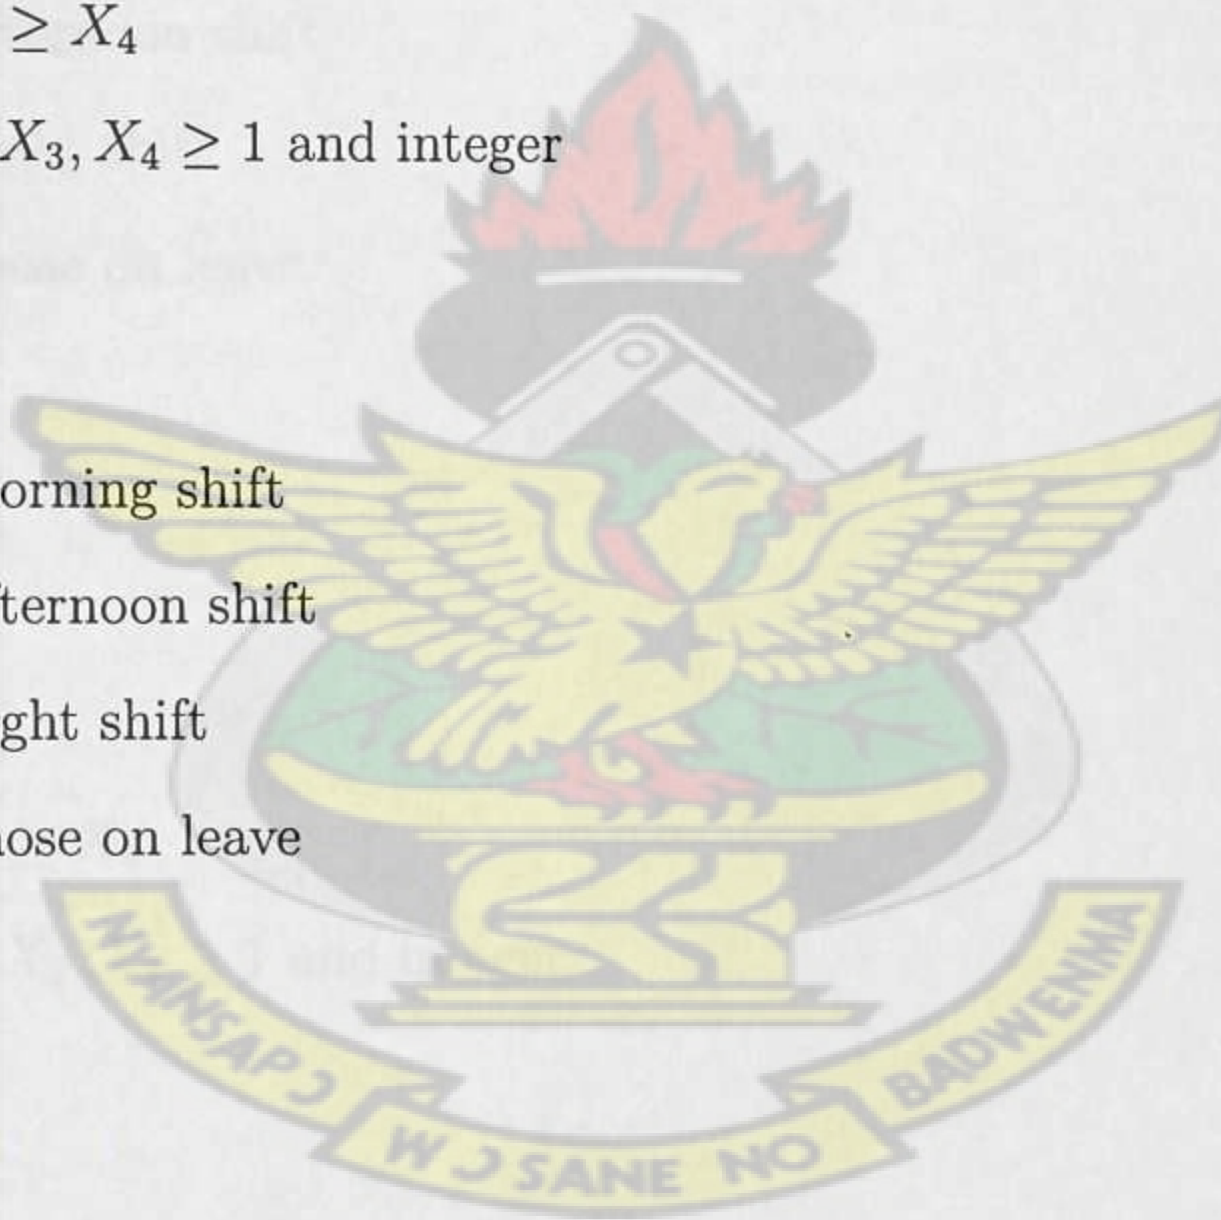 ≥ X₄
X₃, X₄ ≥ 1 and integer
orning shift
ternoon shift
ght shift
ose on leave
NYANSAPƆ
WƆSANE NO
BADWENMA